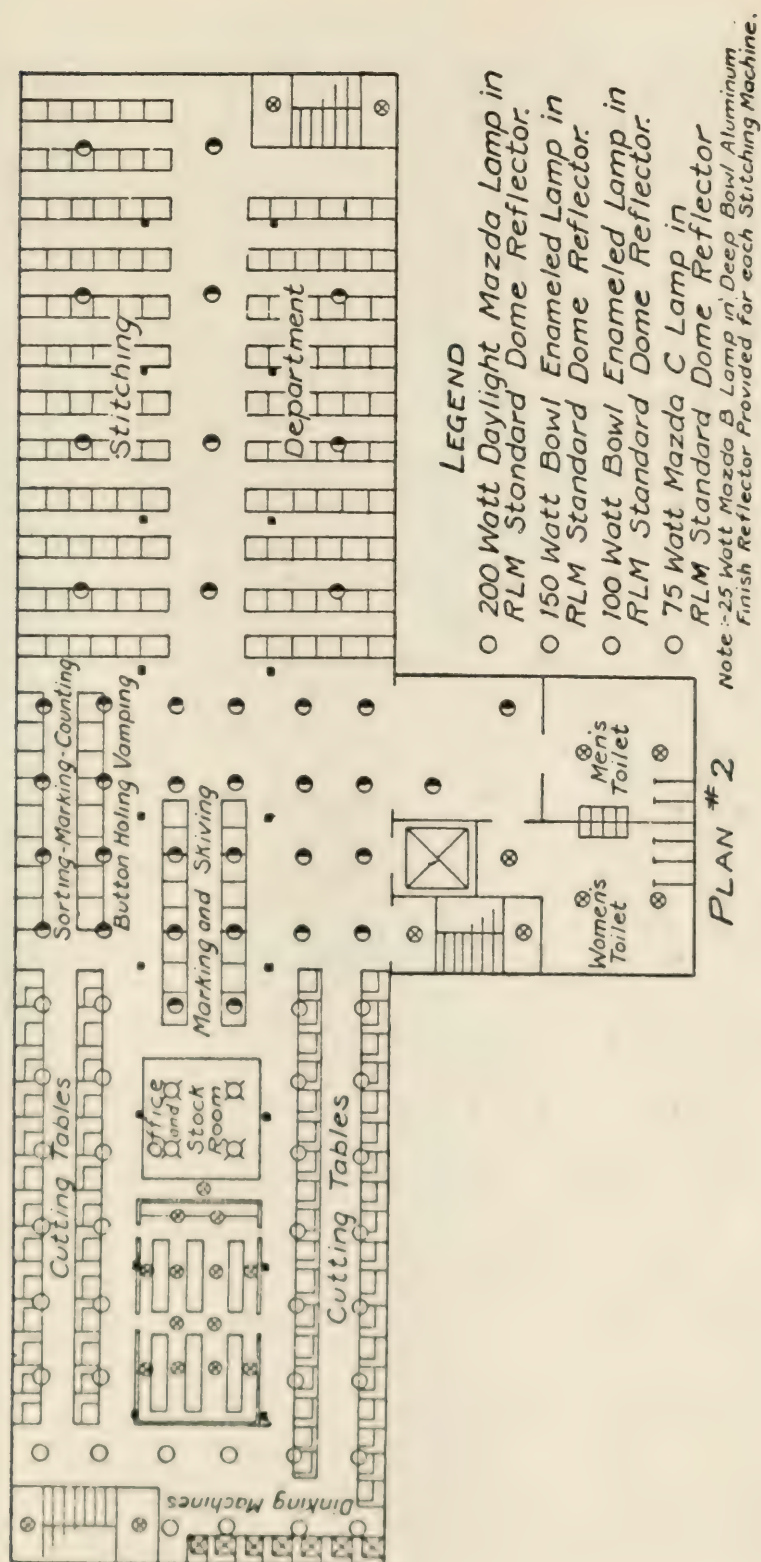 Stitching
Department
Sorting-Marking-Counting
Button Holing Vamping
Marking and Skiving
Cutting Tables
Office
and
Stock
Room
Cutting Tables
Dinking Machines
Women's
Toilet
Men's
Toilet
LEGEND
O 200 Watt Daylight Mazda Lamp in
RLM Standard Dome Reflector.
O 150 Watt Bowl Enameled Lamp in
RLM Standard Dome Reflector.
O 100 Watt Bowl Enameled Lamp in
RLM Standard Dome Reflector.
O 75 Watt Mazda C Lamp in
RLM Standard Dome Reflector
Note:-25 Watt Mazda B Lamp in Deep Bowl Aluminum
Finish Reflector Provided for each Stitching Machine.
PLAN #2